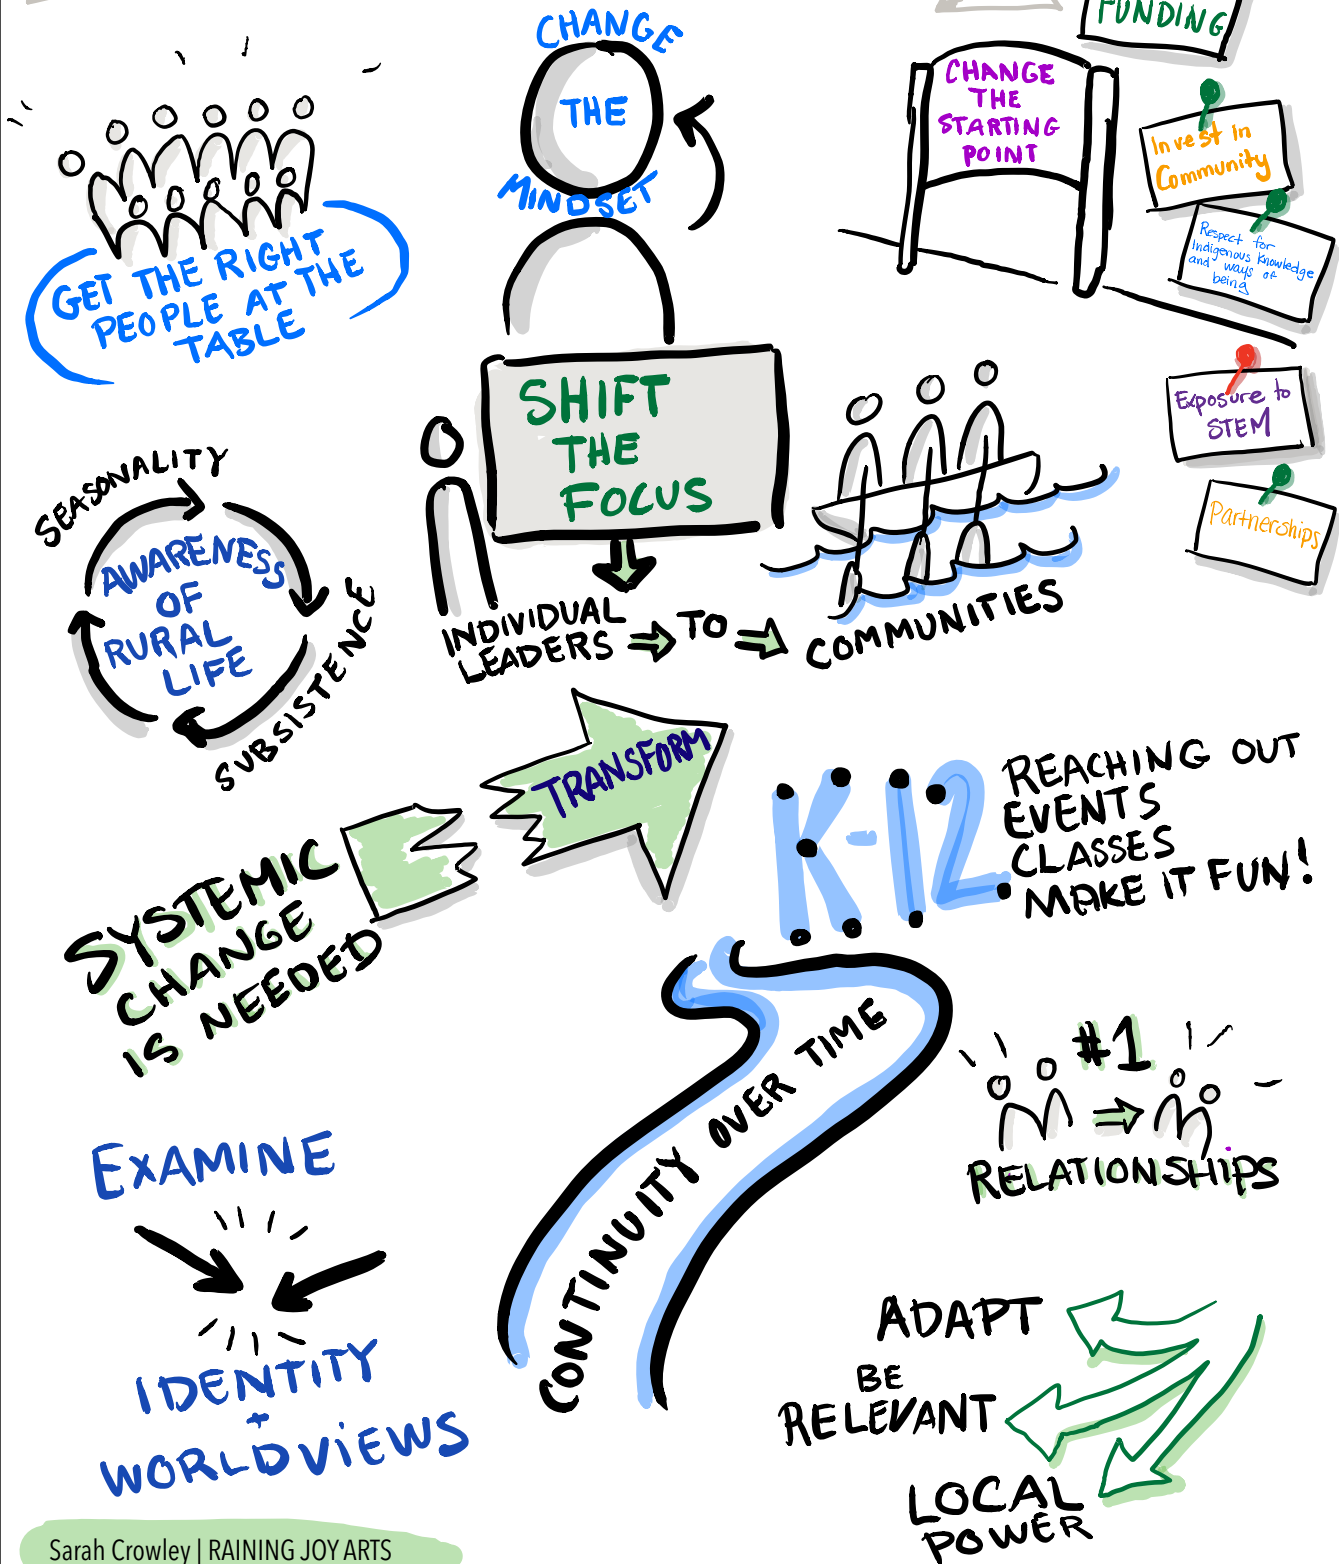 CHANGE
THE
MINDSET
FUNDING
CHANGE
THE
STARTING
POINT
Invest in
Community
Respect for
Indigenous Knowledge
and ways of
being
Exposure to
STEM
Partnerships
GET THE RIGHT
PEOPLE AT THE
TABLE
SHIFT
THE
FOCUS
INDIVIDUAL
LEADERS
TO
COMMUNITIES
SEASONALITY
AWARENESS
OF
RURAL
LIFE
SUBSISTENCE
TRANSFORM
SYSTEMIC
CHANGE
IS NEEDED
K-12
REACHING OUT
EVENTS
CLASSES
MAKE IT FUN!
CONTINUITY OVER TIME
#1
RELATIONSHiPS
EXAMINE
IDENTITY
+
WORLDVIEWS
ADAPT
BE
RELEVANT
LOCAL
POWER
Sarah Crowley | RAINING JOY ARTS